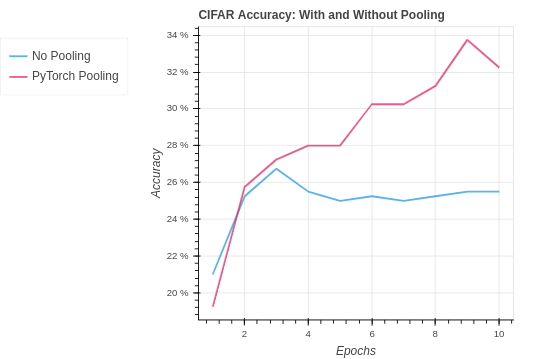 CIFAR Accuracy: With and Without Pooling
No Pooling
PyTorch Pooling
34 %
32 %
30 %
28 %
26 %
24 %
22 %
20 %
Accuracy
2 4 6 8 10
Epochs